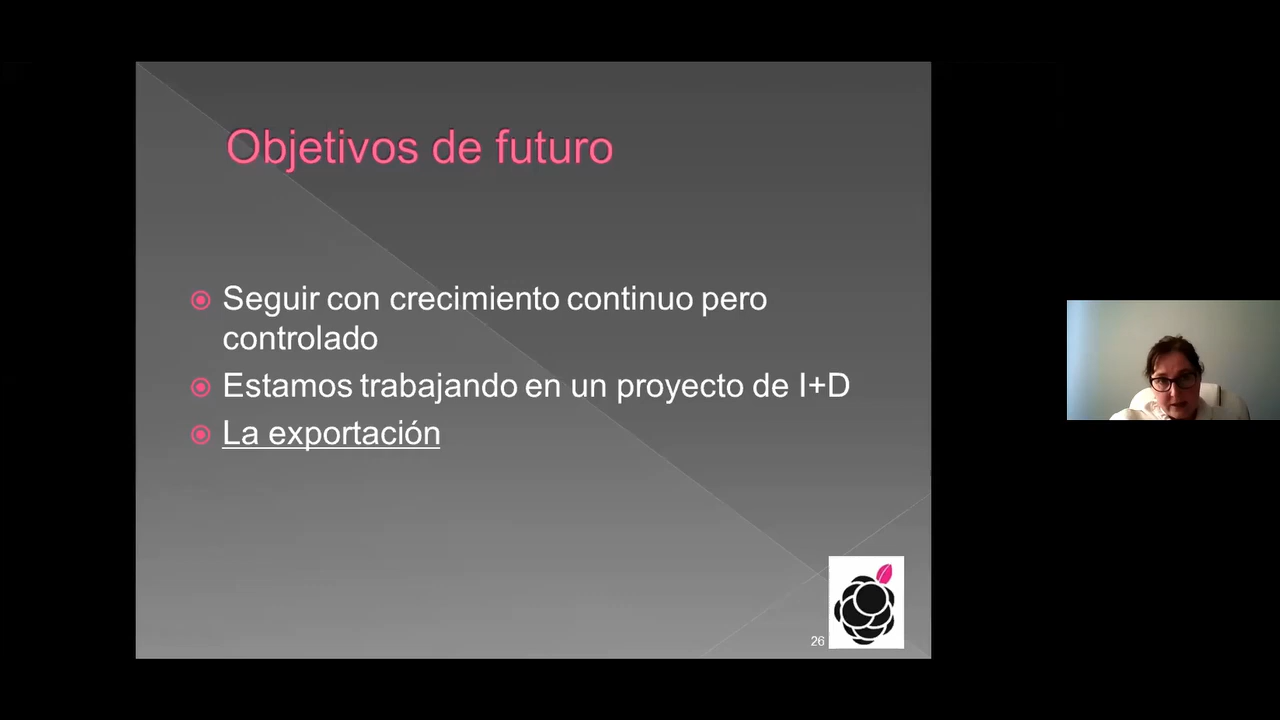 Objetivos de futuro
Seguir con crecimiento continuo pero
controlado
Estamos trabajando en un proyecto de I+D
La exportación
26